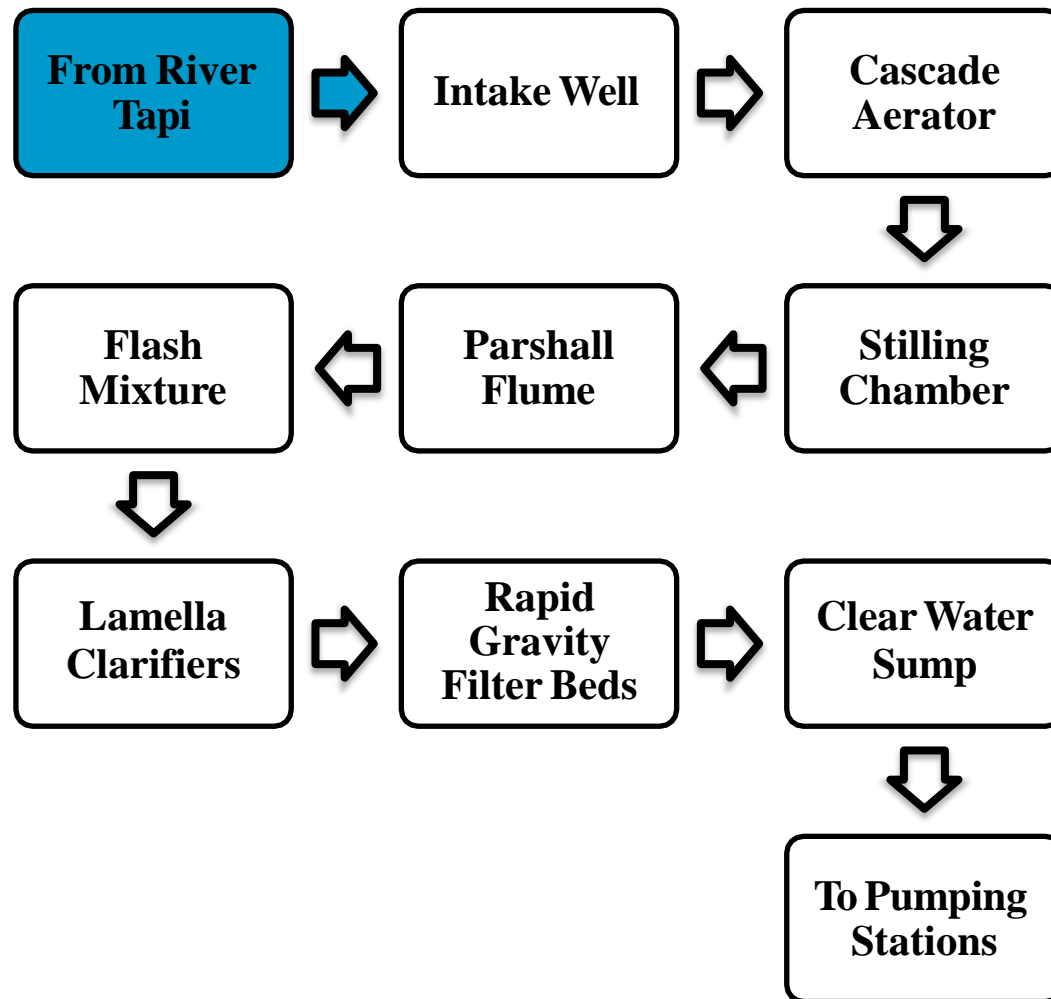 From River
Tapi
Intake Well
Cascade
Aerator
Stilling
Chamber
Parshall
Flume
Flash
Mixture
Lamella
Clarifiers
Rapid
Gravity
Filter Beds
Clear Water
Sump
To Pumping
Stations